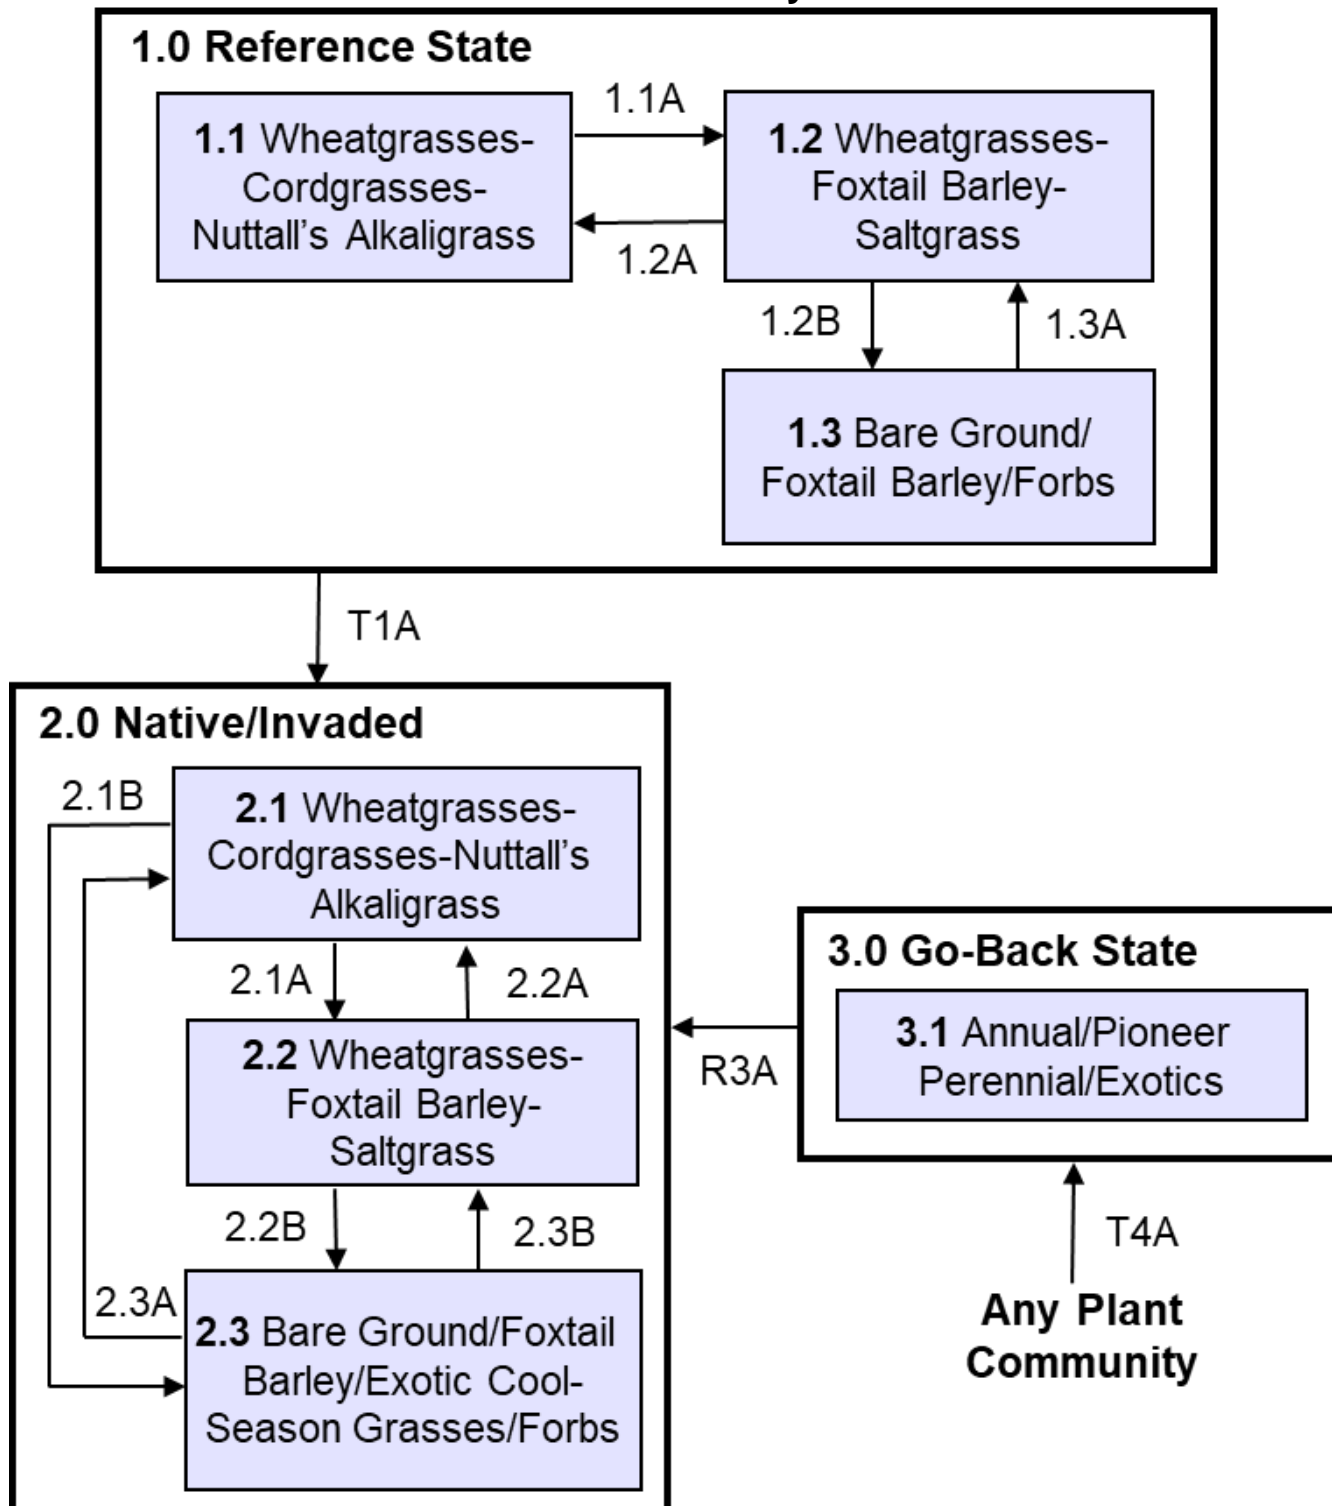 1.0 Reference State
1.1 Wheatgrasses-
Cordgrasses-
Nuttall's Alkaligrass
1.1A
1.2A
1.2 Wheatgrasses-
Foxtail Barley-
Saltgrass
1.2B
1.3A
1.3 Bare Ground/
Foxtail Barley/Forbs
T1A
2.0 Native/Invaded
2.1B
2.1 Wheatgrasses-
Cordgrasses-Nuttall's
Alkaligrass
2.1A
2.2A
2.2 Wheatgrasses-
Foxtail Barley-
Saltgrass
2.2B
2.3B
2.3A
2.3 Bare Ground/Foxtail
Barley/Exotic Cool-
Season Grasses/Forbs
R3A
3.0 Go-Back State
3.1 Annual/Pioneer
Perennial/Exotics
T4A
Any Plant
Community